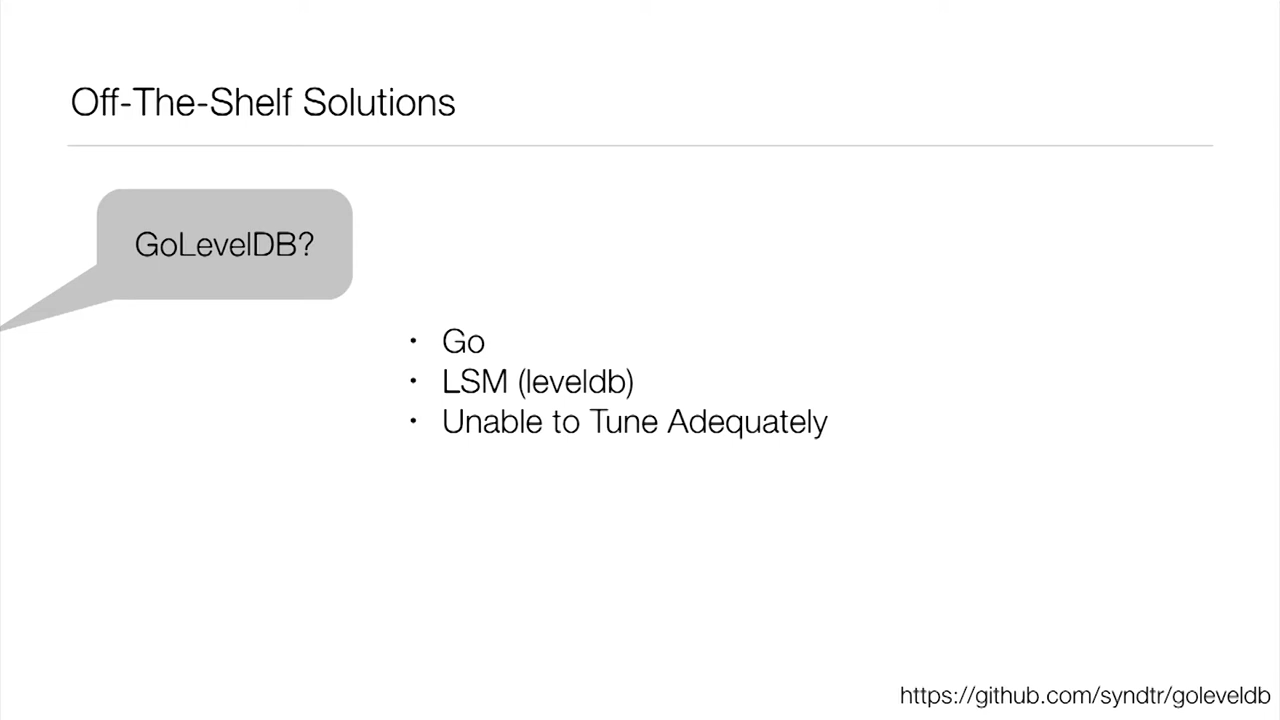 Off-The-Shelf Solutions
GoLevelDB?
• Go
• LSM (leveldb)
• Unable to Tune Adequately
https://github.com/syndtr/goleveldb